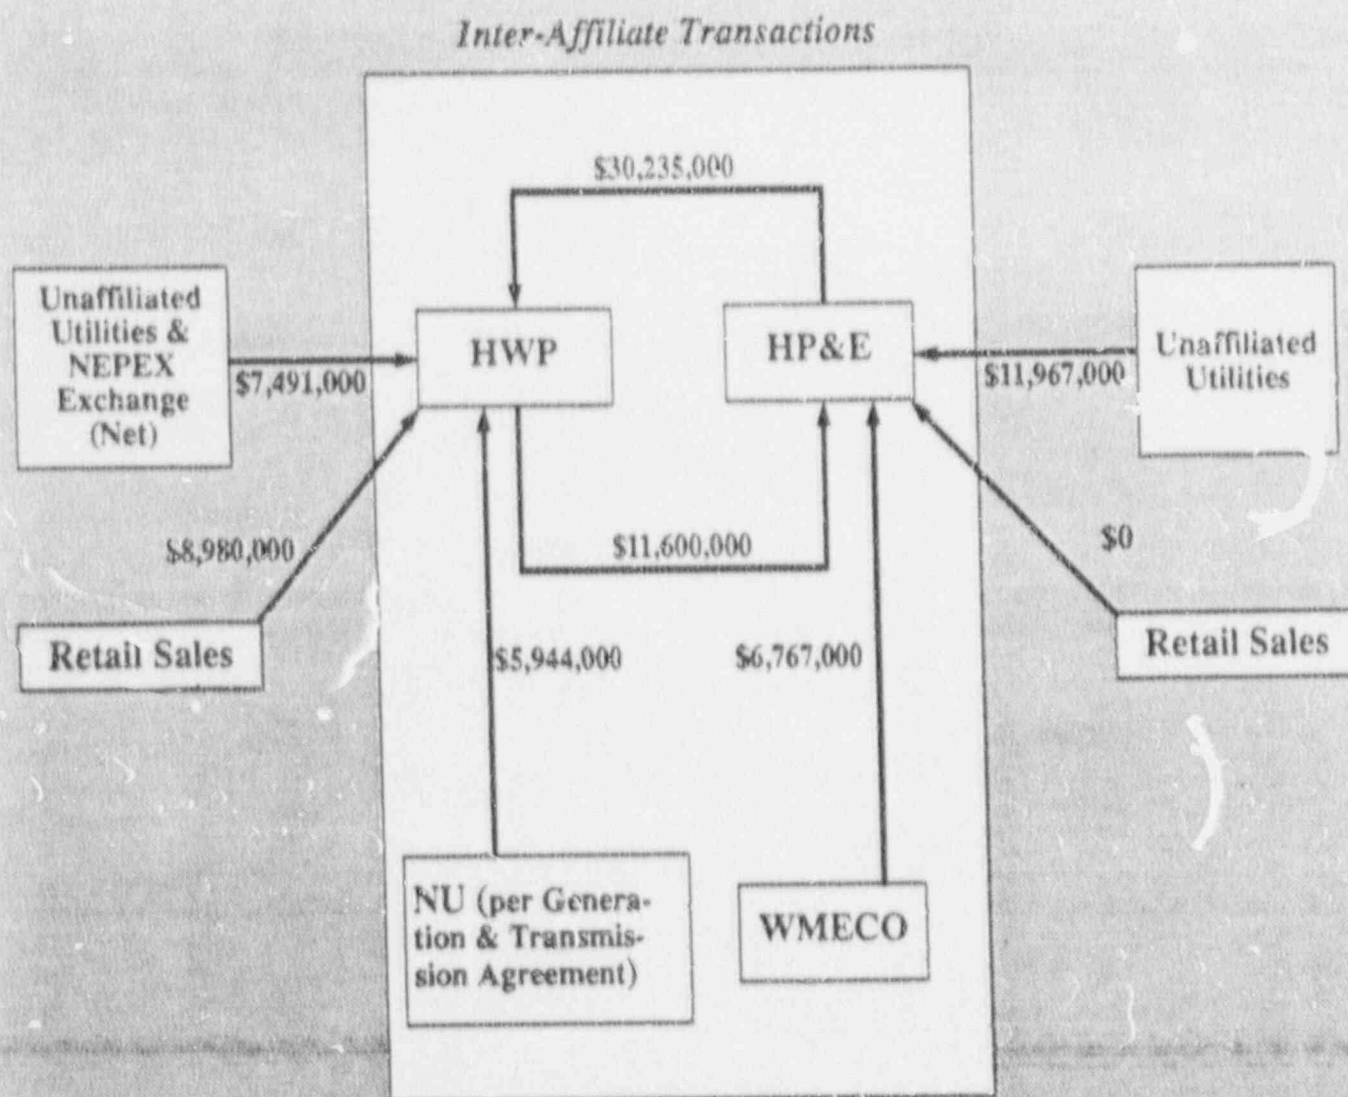 Inter-Affiliate Transactions
$30,235,000
Unaffiliated
Utilities &
NEPEX
Exchange
(Net)
$7,491,000
HWP
HP&E
$11,967,000
Unaffiliated
Utilities
$8,980,000
$11,600,000
$0
Retail Sales
$5,944,000
$6,767,000
Retail Sales
NU (per Genera-
tion & Transmis-
sion Agreement)
WMECO